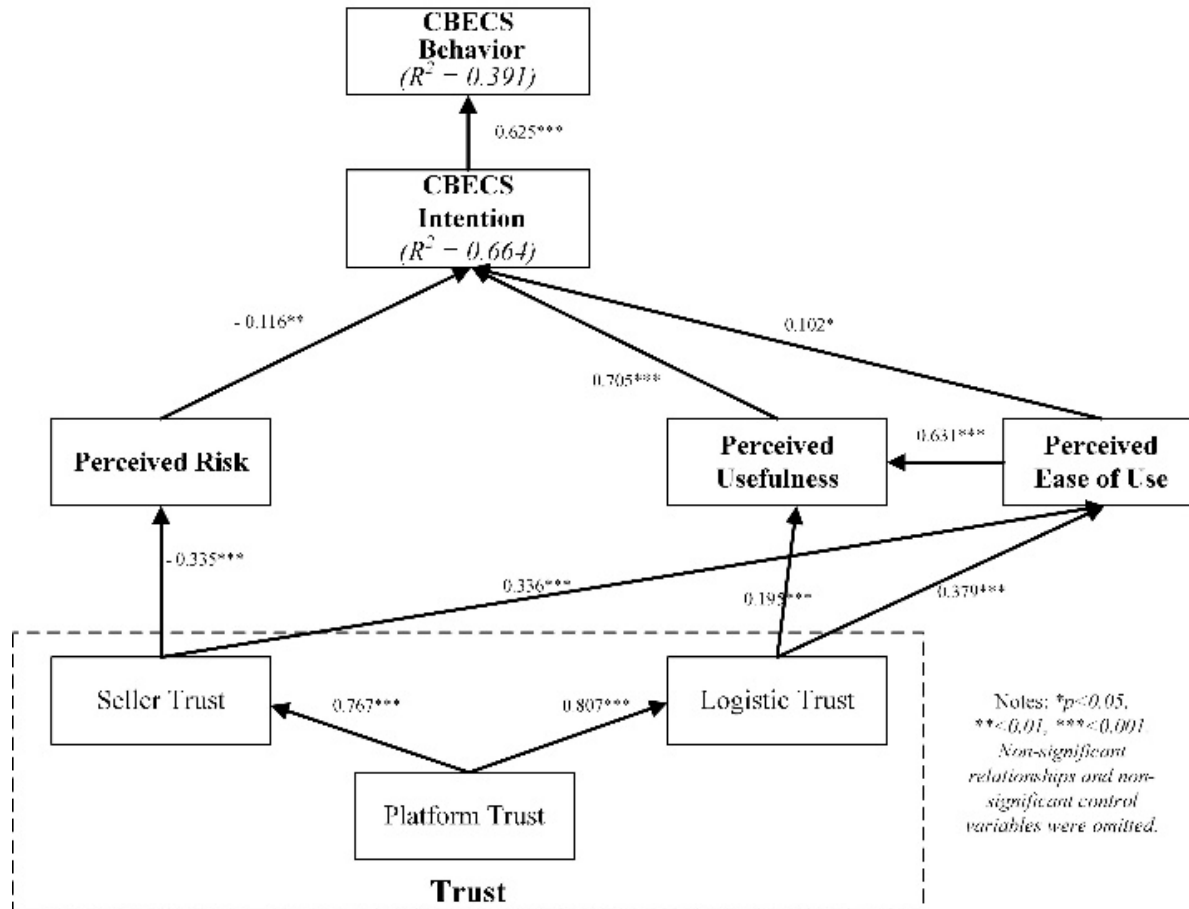 CBECS
Behavior
(R² = 0.391)
0.625***
CBECS
Intention
(R² = 0.664)
- 0.116**
0.705***
0.102*
Perceived Risk
Perceived
Usefulness
0.631***
Perceived
Ease of Use
- 0.335***
0.336***
0.195***
0.379***
Seller Trust
0.767***
0.807***
Logistic Trust
Platform Trust
Trust
Notes: *p<0.05,
**<0.01, ***<0.001.
Non-significant
relationships and non-
significant control
variables were omitted.